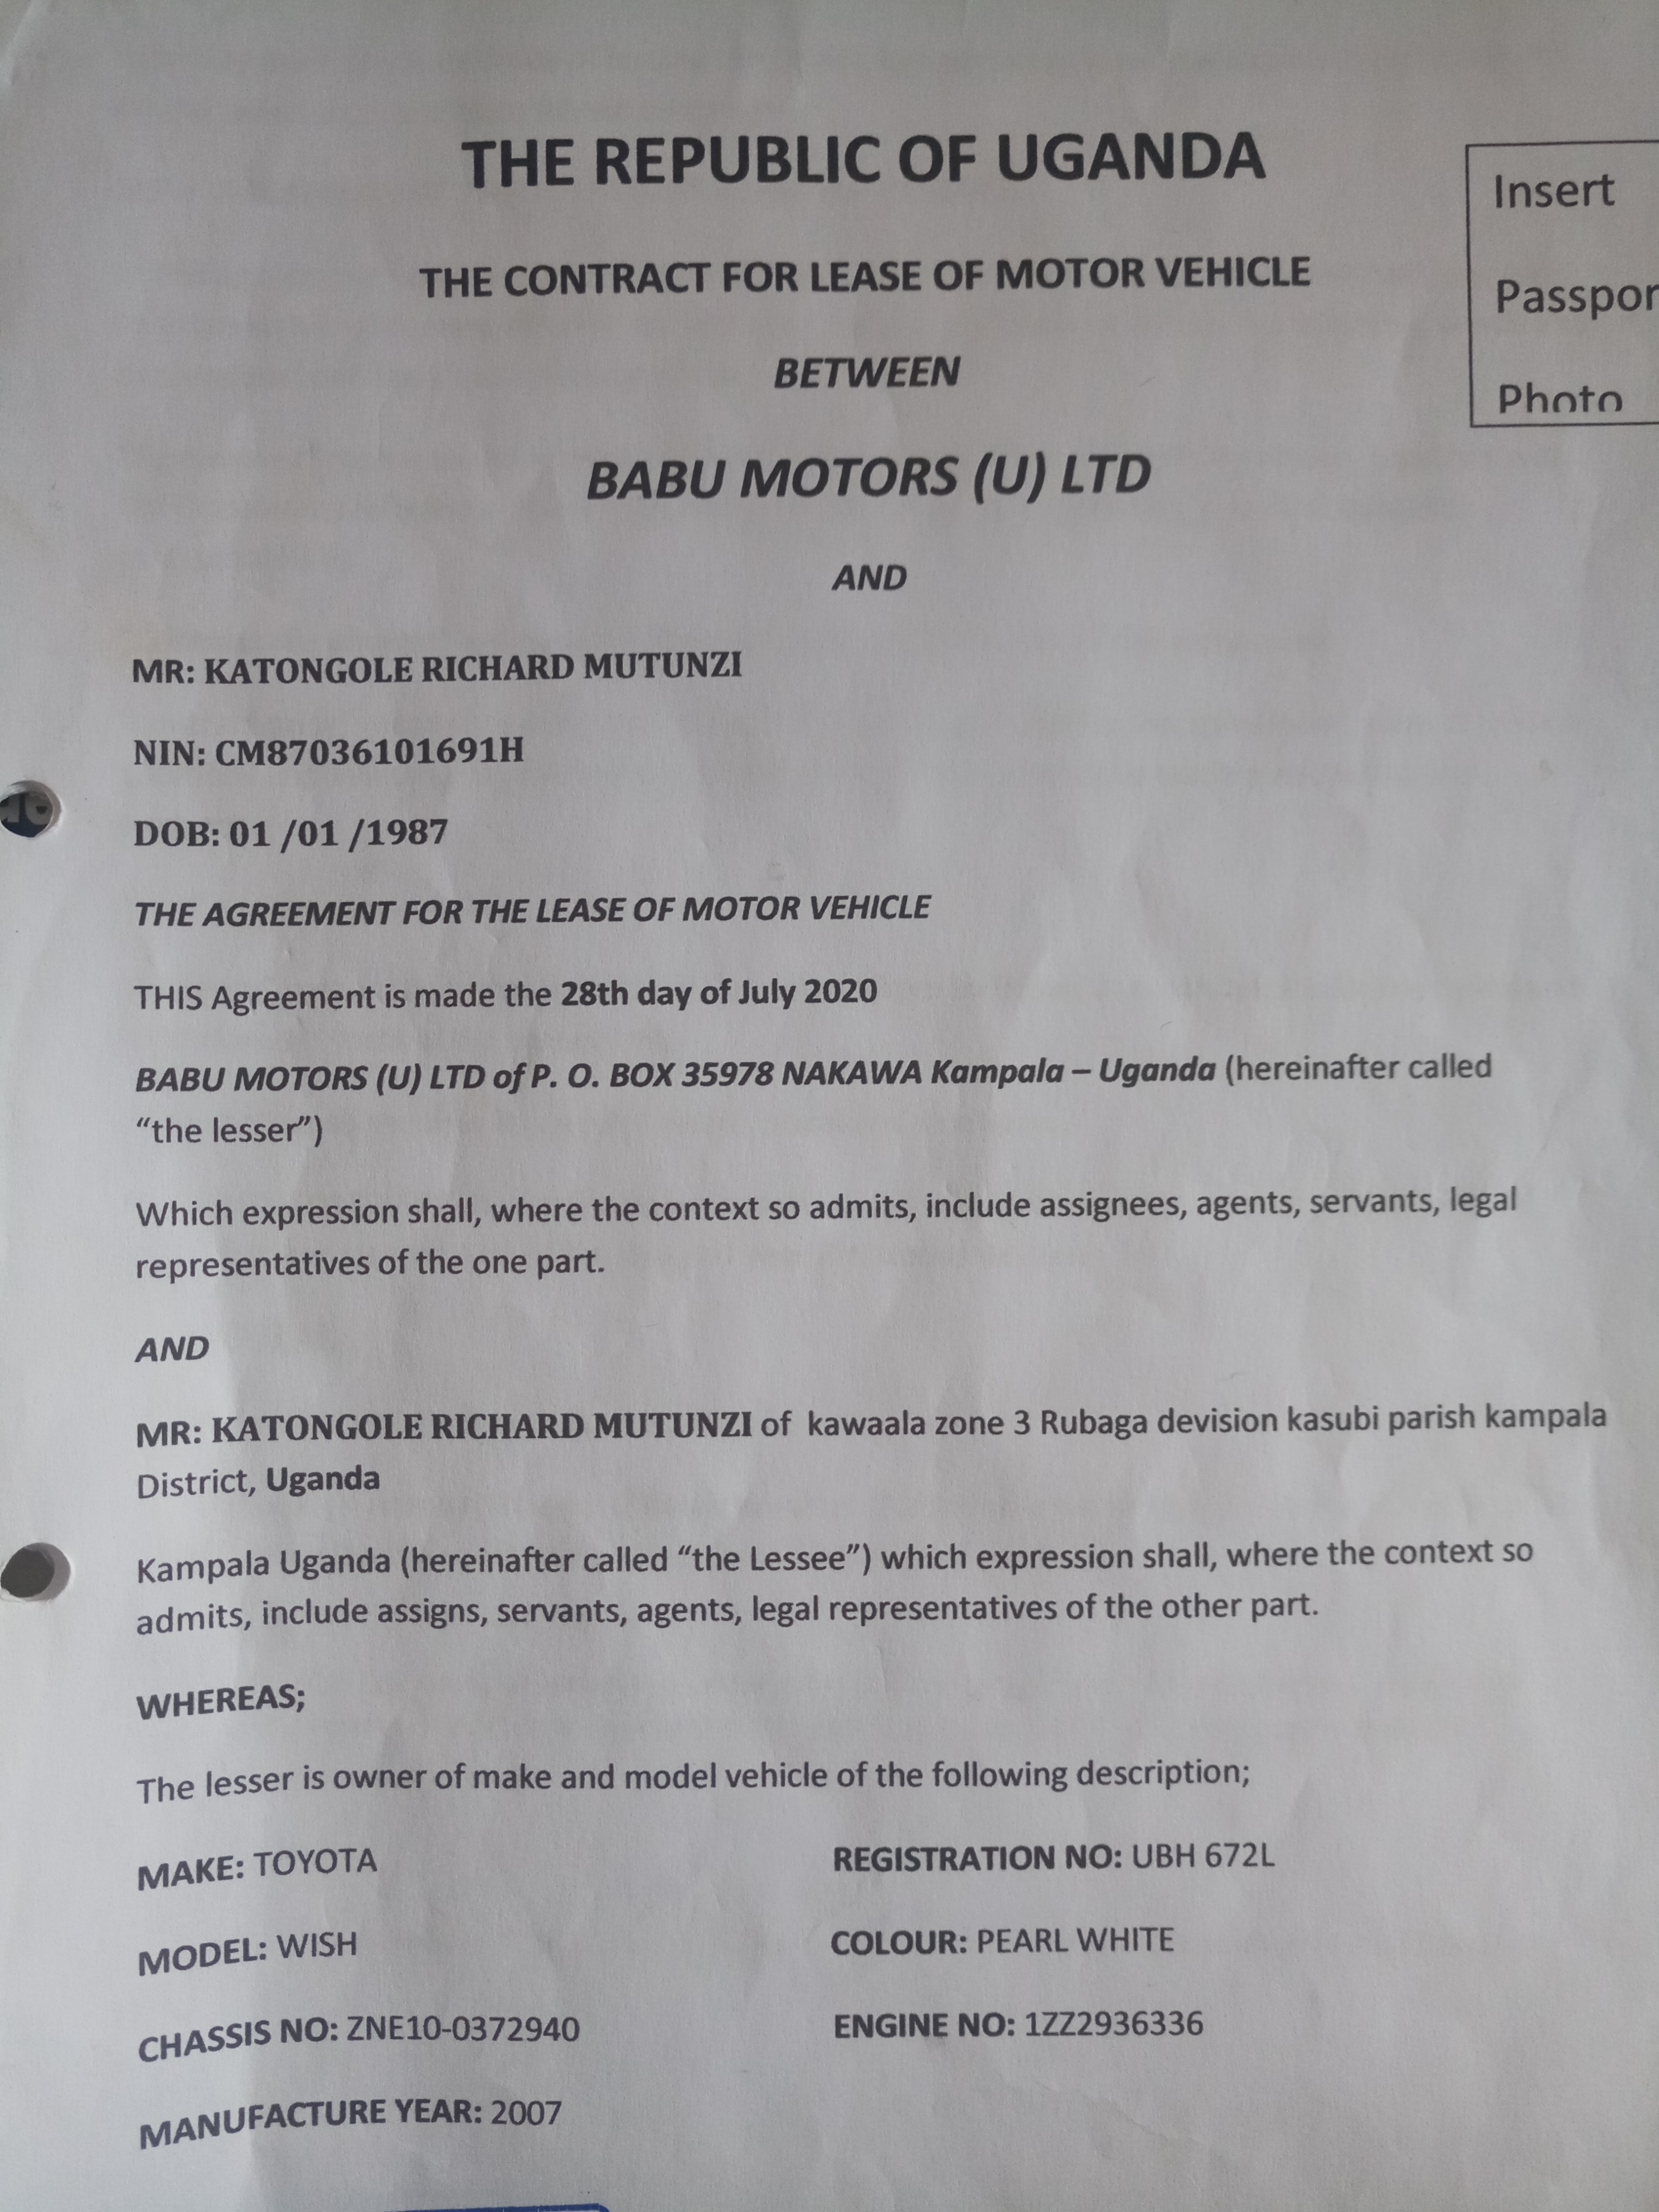 THE REPUBLIC OF UGANDA
Insert
THE CONTRACT FOR LEASE OF MOTOR VEHICLE
Passpor
BETWEEN
Photo
BABU MOTORS (U) LTD
AND
MR: KATONGOLE RICHARD MUTUNZI
NIN: CM87036101691H
DOB: 01 /01 /1987
THE AGREEMENT FOR THE LEASE OF MOTOR VEHICLE
THIS Agreement is made the 28th day of July 2020
BABU MOTORS (U) LTD of P. O. BOX 35978 NAKAWA Kampala – Uganda (hereinafter called
“the lesser”)
Which expression shall, where the context so admits, include assignees, agents, servants, legal
representatives of the one part.
AND
MR: KATONGOLE RICHARD MUTUNZI of kawaala zone 3 Rubaga devision kasubi parish kampala
District, Uganda
Kampala Uganda (hereinafter called “the Lessee”) which expression shall, where the context so
admits, include assigns, servants, agents, legal representatives of the other part.
WHEREAS;
The lesser is owner of make and model vehicle of the following description;
MAKE: TOYOTA REGISTRATION NO: UBH 672L
MODEL: WISH COLOUR: PEARL WHITE
CHASSIS NO: ZNE10-0372940 ENGINE NO: 1ZZ2936336
MANUFACTURE YEAR: 2007